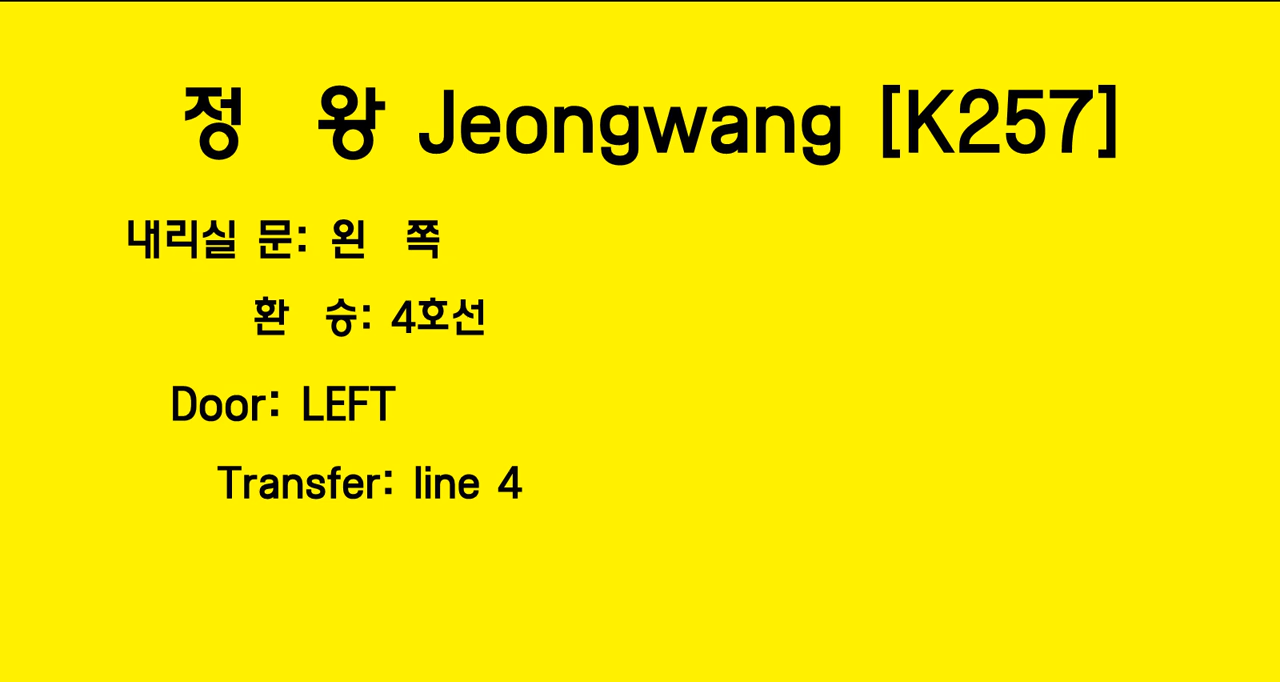 정 왕 Jeongwang [K257]
내리실 문: 왼 쪽
환 승: 4호선
Door: LEFT
Transfer: line 4